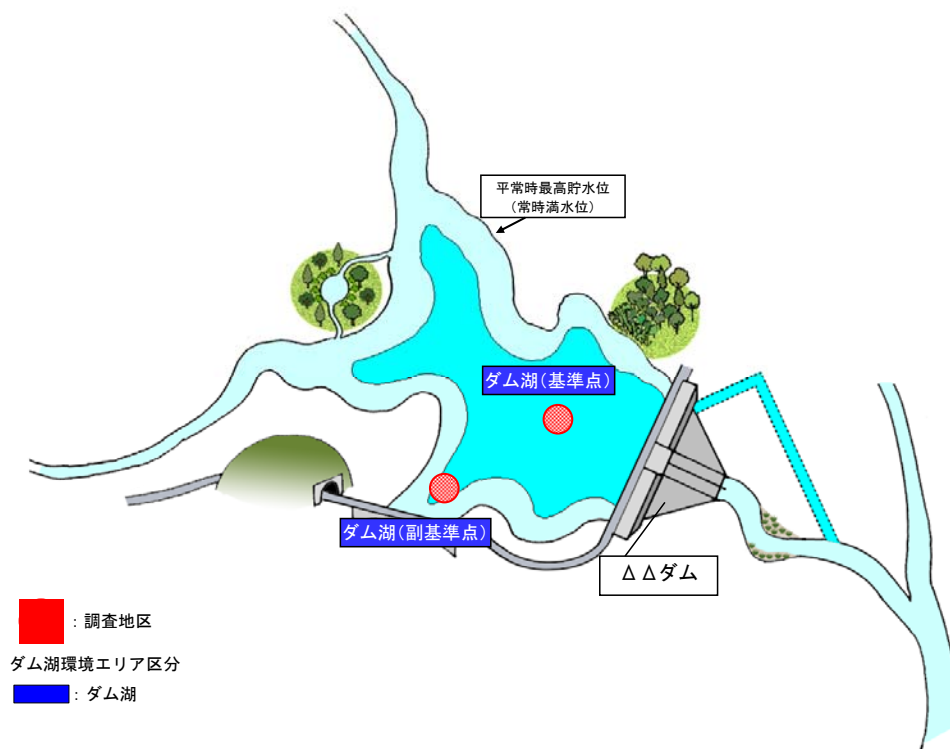 平常時最高貯水位
（常時満水位）
ダム湖（基準点）
ダム湖（副基準点）
ΔΔダム
：調査地区
ダム湖環境エリア区分
：ダム湖